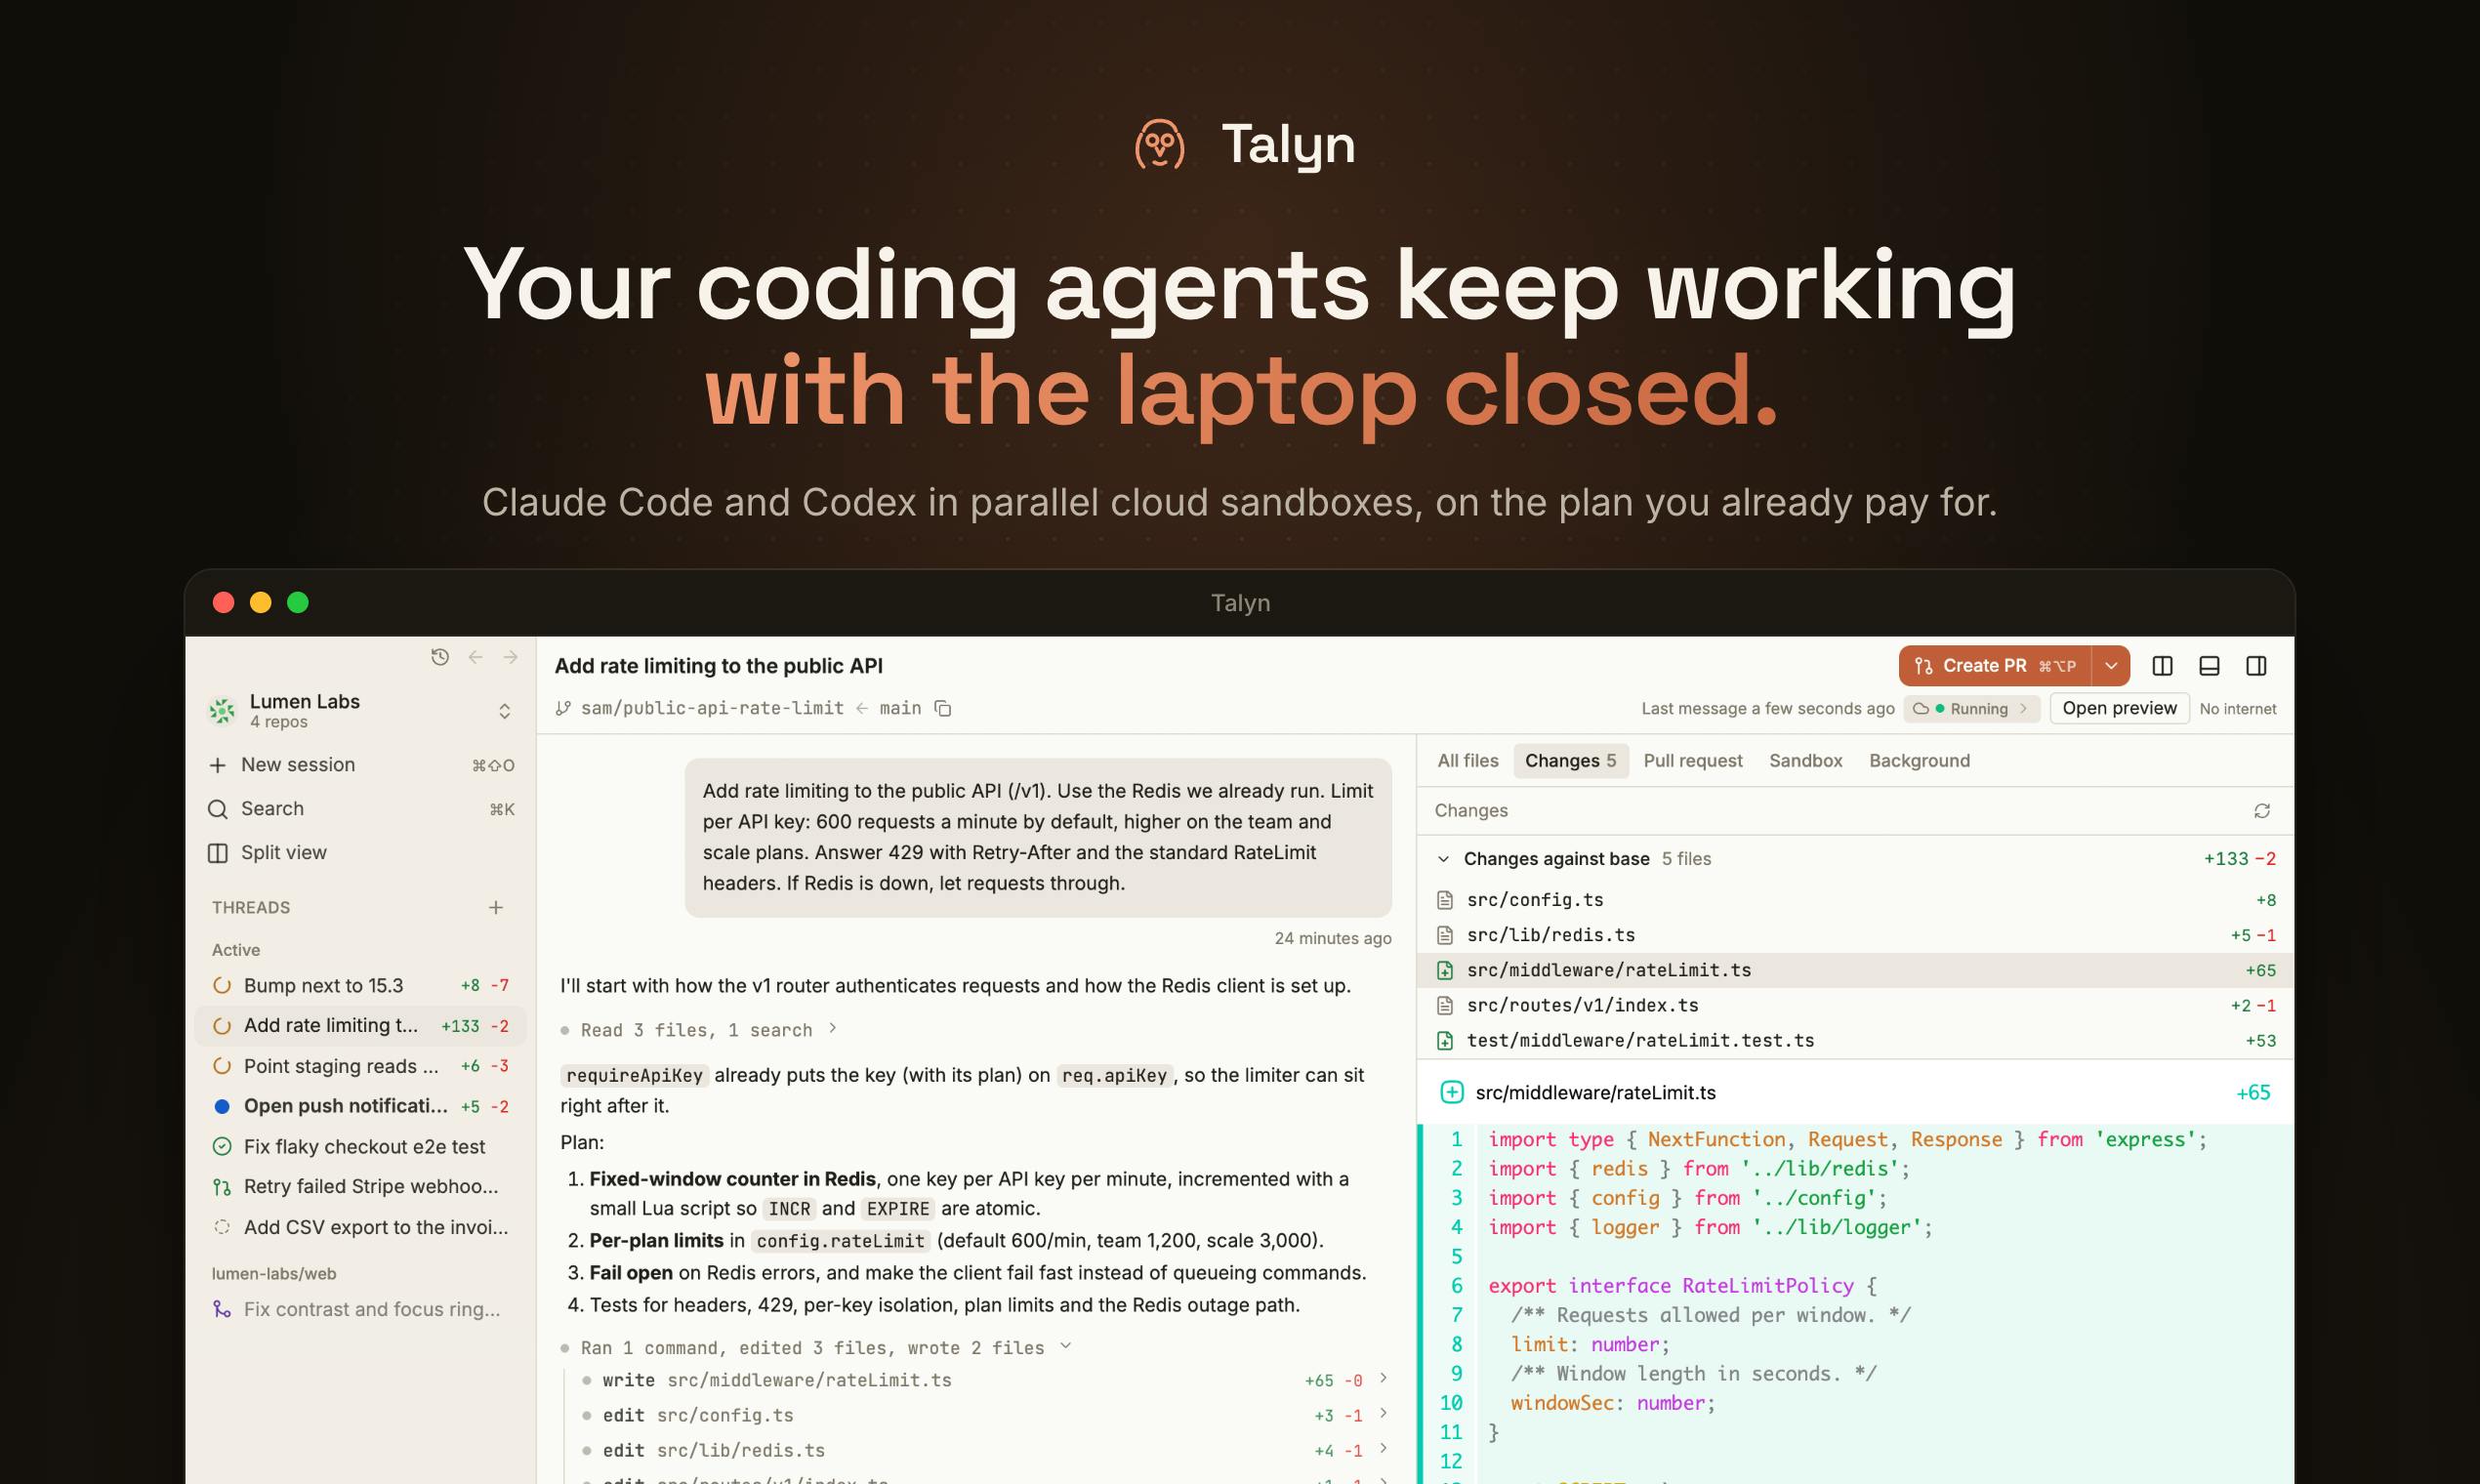 Talyn
Your coding agents keep working
with the laptop closed.
Claude Code and Codex in parallel cloud sandboxes, on the plan you already pay for.
Talyn
Lumen Labs
4 repos
New session ⌘⇧O
Search ⌘K
Split view
THREADS
Active
Bump next to 15.3 +8 -7
Add rate limiting t... +133 -2
Point staging reads ... +6 -3
Open push notificati... +5 -2
Fix flaky checkout e2e test
Retry failed Stripe webhoo...
Add CSV export to the invoi...
lumen-labs/web
Fix contrast and focus ring...
Add rate limiting to the public API
sam/public-api-rate-limit ← main
Create PR ⌘⌥P
Last message a few seconds ago Running Open preview No internet
Add rate limiting to the public API (/v1). Use the Redis we already run. Limit
per API key: 600 requests a minute by default, higher on the team and
scale plans. Answer 429 with Retry-After and the standard RateLimit
headers. If Redis is down, let requests through.
24 minutes ago
I'll start with how the v1 router authenticates requests and how the Redis client is set up.
Read 3 files, 1 search
requireApiKey already puts the key (with its plan) on req.apiKey, so the limiter can sit
right after it.
Plan:
1. Fixed-window counter in Redis, one key per API key per minute, incremented with a
small Lua script so INCR and EXPIRE are atomic.
2. Per-plan limits in config.rateLimit (default 600/min, team 1,200, scale 3,000).
3. Fail open on Redis errors, and make the client fail fast instead of queueing commands.
4. Tests for headers, 429, per-key isolation, plan limits and the Redis outage path.
Ran 1 command, edited 3 files, wrote 2 files
write src/middleware/rateLimit.ts +65 -0
edit src/config.ts +3 -1
edit src/lib/redis.ts +4 -1
All files Changes 5 Pull request Sandbox Background
Changes
Changes against base 5 files +133 −2
src/config.ts +8
src/lib/redis.ts +5 −1
src/middleware/rateLimit.ts +65
src/routes/v1/index.ts +2 −1
test/middleware/rateLimit.test.ts +53
src/middleware/rateLimit.ts +65
1 import type { NextFunction, Request, Response } from 'express';
2 import { redis } from '../lib/redis';
3 import { config } from '../config';
4 import { logger } from '../lib/logger';
5
6 export interface RateLimitPolicy {
7 /** Requests allowed per window. */
8 limit: number;
9 /** Window length in seconds. */
10 windowSec: number;
11 }
12